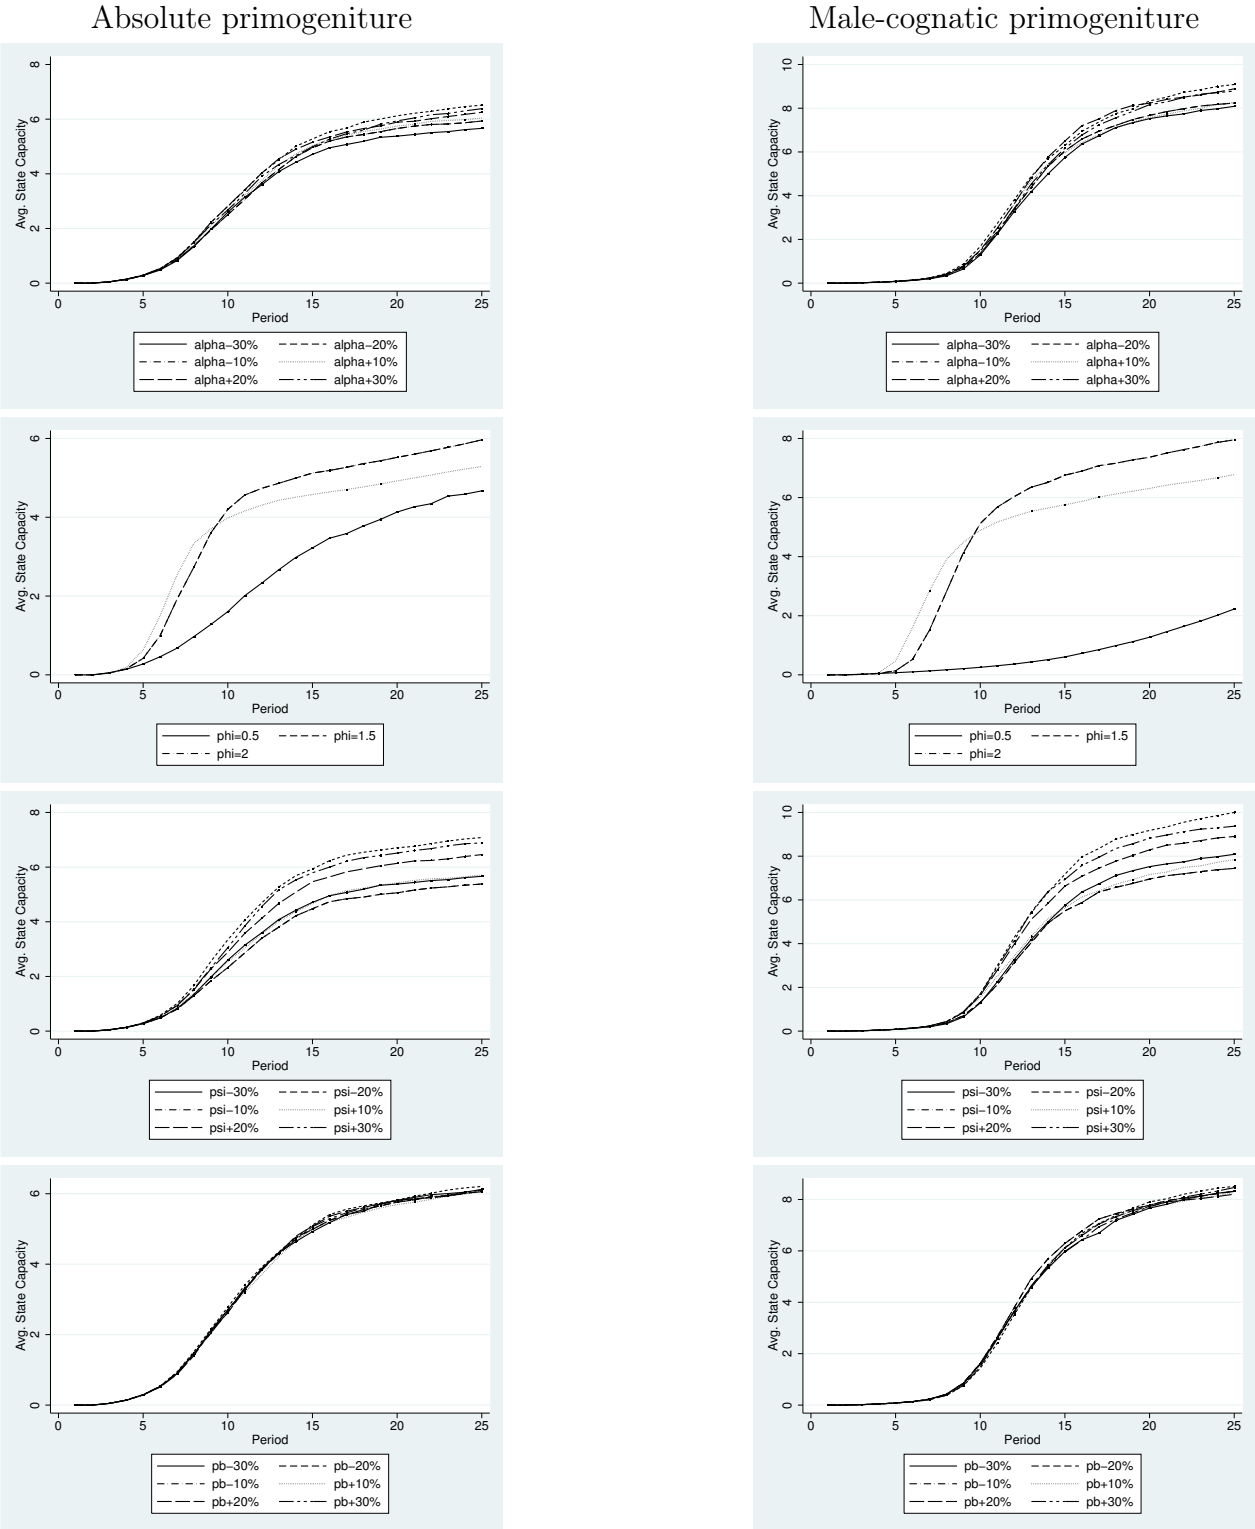 Absolute primogeniture
Male-cognatic primogeniture
Avg. State Capacity
0 2 4 6 8
0 5 10 15 20 25
Period
alpha−30% alpha−20%
alpha−10% alpha+10%
alpha+20% alpha+30%
Avg. State Capacity
0 2 4 6 8 10
0 5 10 15 20 25
Period
alpha−30% alpha−20%
alpha−10% alpha+10%
alpha+20% alpha+30%
Avg. State Capacity
0 2 4 6
0 5 10 15 20 25
Period
phi=0.5 phi=1.5
phi=2
Avg. State Capacity
0 2 4 6 8
0 5 10 15 20 25
Period
phi=0.5 phi=1.5
phi=2
Avg. State Capacity
0 2 4 6 8
0 5 10 15 20 25
Period
psi−30% psi−20%
psi−10% psi+10%
psi+20% psi+30%
Avg. State Capacity
0 2 4 6 8 10
0 5 10 15 20 25
Period
psi−30% psi−20%
psi−10% psi+10%
psi+20% psi+30%
Avg. State Capacity
0 2 4 6
0 5 10 15 20 25
Period
pb−30% pb−20%
pb−10% pb+10%
pb+20% pb+30%
Avg. State Capacity
0 2 4 6 8
0 5 10 15 20 25
Period
pb−30% pb−20%
pb−10% pb+10%
pb+20% pb+30%